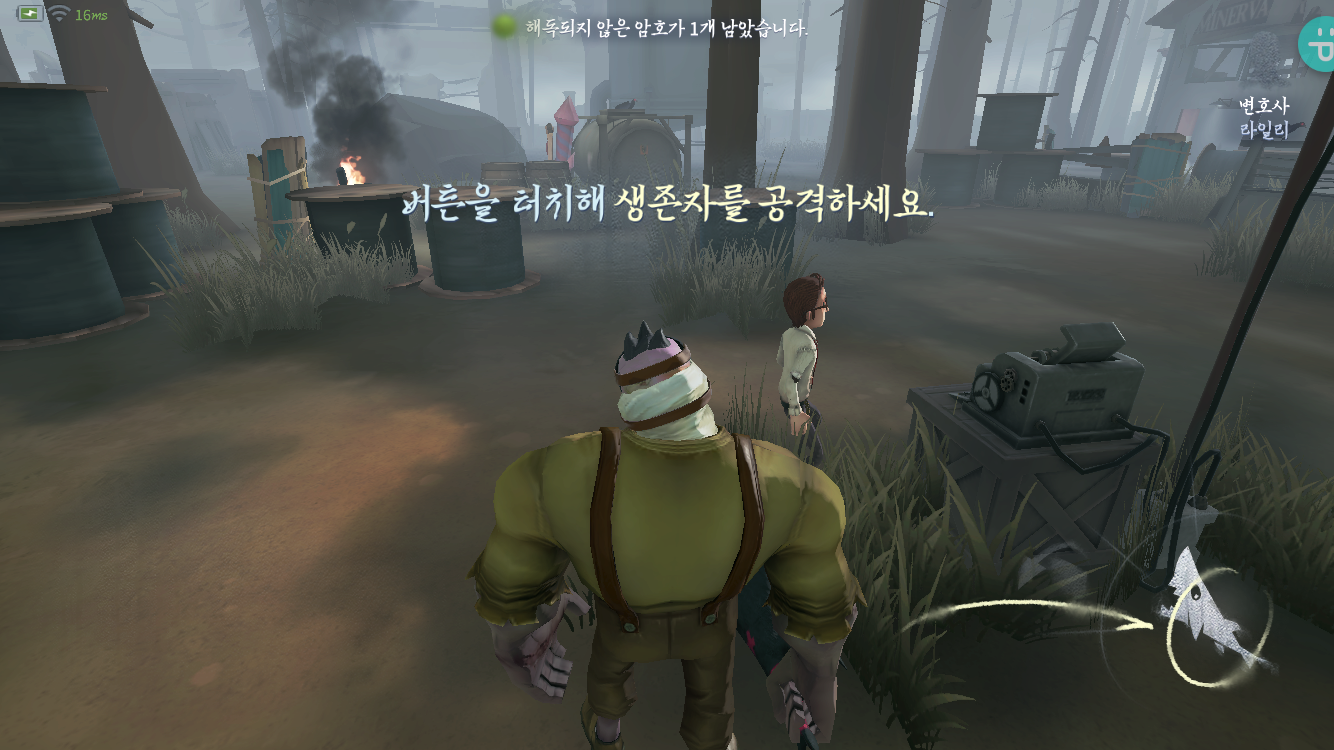 16ms
해독되지 않은 암호가 1개 남았습니다.
MINERVA
변호사
라일리
버튼을 터치해 생존자를 공격하세요.